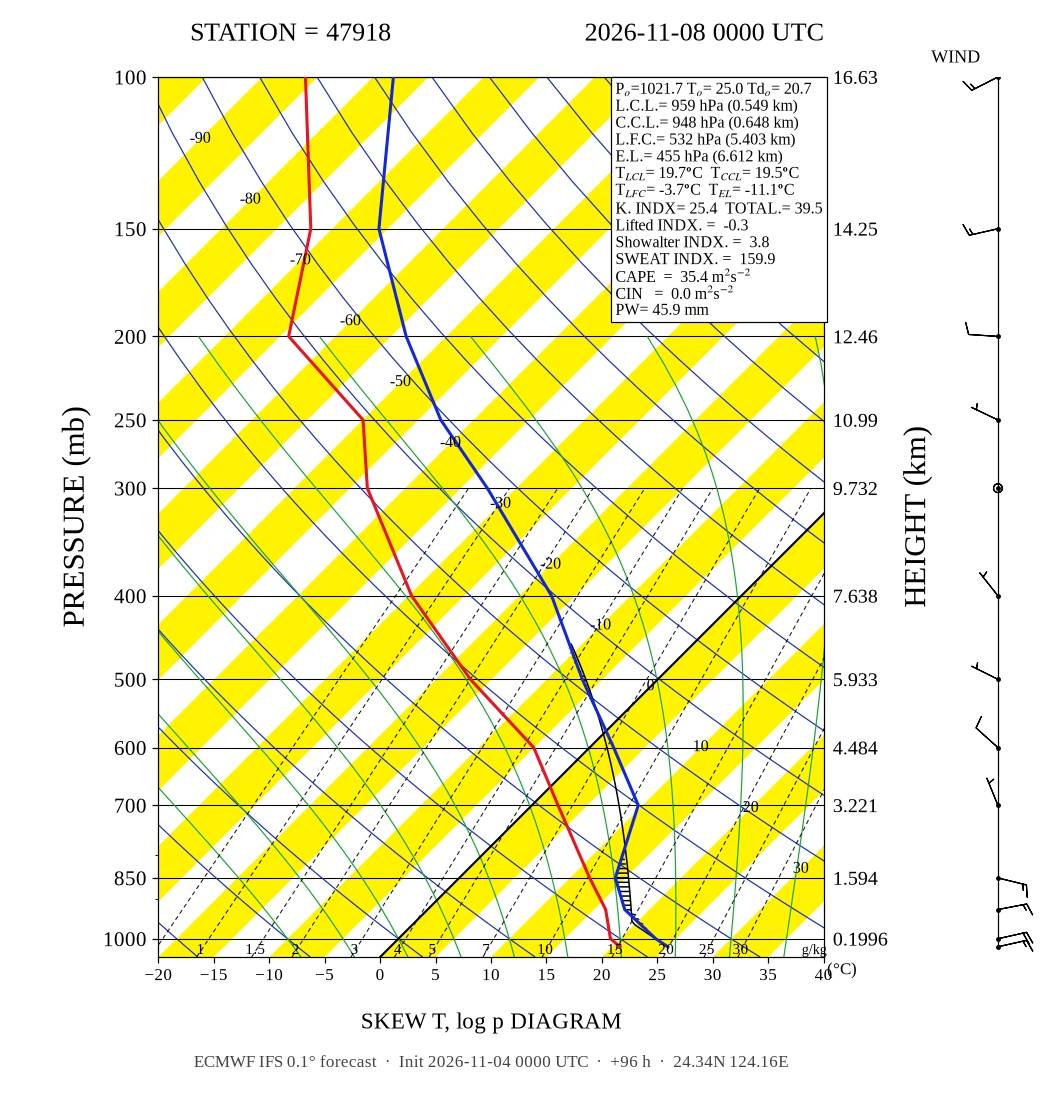 STATION = 47918
2026-11-08 0000 UTC
WIND
100
16.63
Pₒ=1021.7 Tₒ= 25.0 Tdₒ= 20.7
L.C.L.= 959 hPa (0.549 km)
C.C.L.= 948 hPa (0.648 km)
L.F.C.= 532 hPa (5.403 km)
E.L.= 455 hPa (6.612 km)
T_LCL= 19.7°C T_CCL= 19.5°C
T_LFC= -3.7°C T_EL= -11.1°C
K. INDX= 25.4 TOTAL.= 39.5
Lifted INDX. = -0.3
Showalter INDX. = 3.8
SWEAT INDX. = 159.9
CAPE = 35.4 m²s⁻²
CIN = 0.0 m²s⁻²
PW= 45.9 mm
-90
-80
150
14.25
-70
-60
200
12.46
-50
250
10.99
-40
300
9.732
-30
-20
400
7.638
-10
500
5.933
0
600
4.484
10
700
3.221
20
850
1.594
30
1000
0.1996
1 1.5 2 3 4 5 7 10 15 20 25 30 g/kg
−20 −15 −10 −5 0 5 10 15 20 25 30 35 40
(°C)
PRESSURE (mb)
HEIGHT (km)
SKEW T, log p DIAGRAM
ECMWF IFS 0.1° forecast · Init 2026-11-04 0000 UTC · +96 h · 24.34N 124.16E